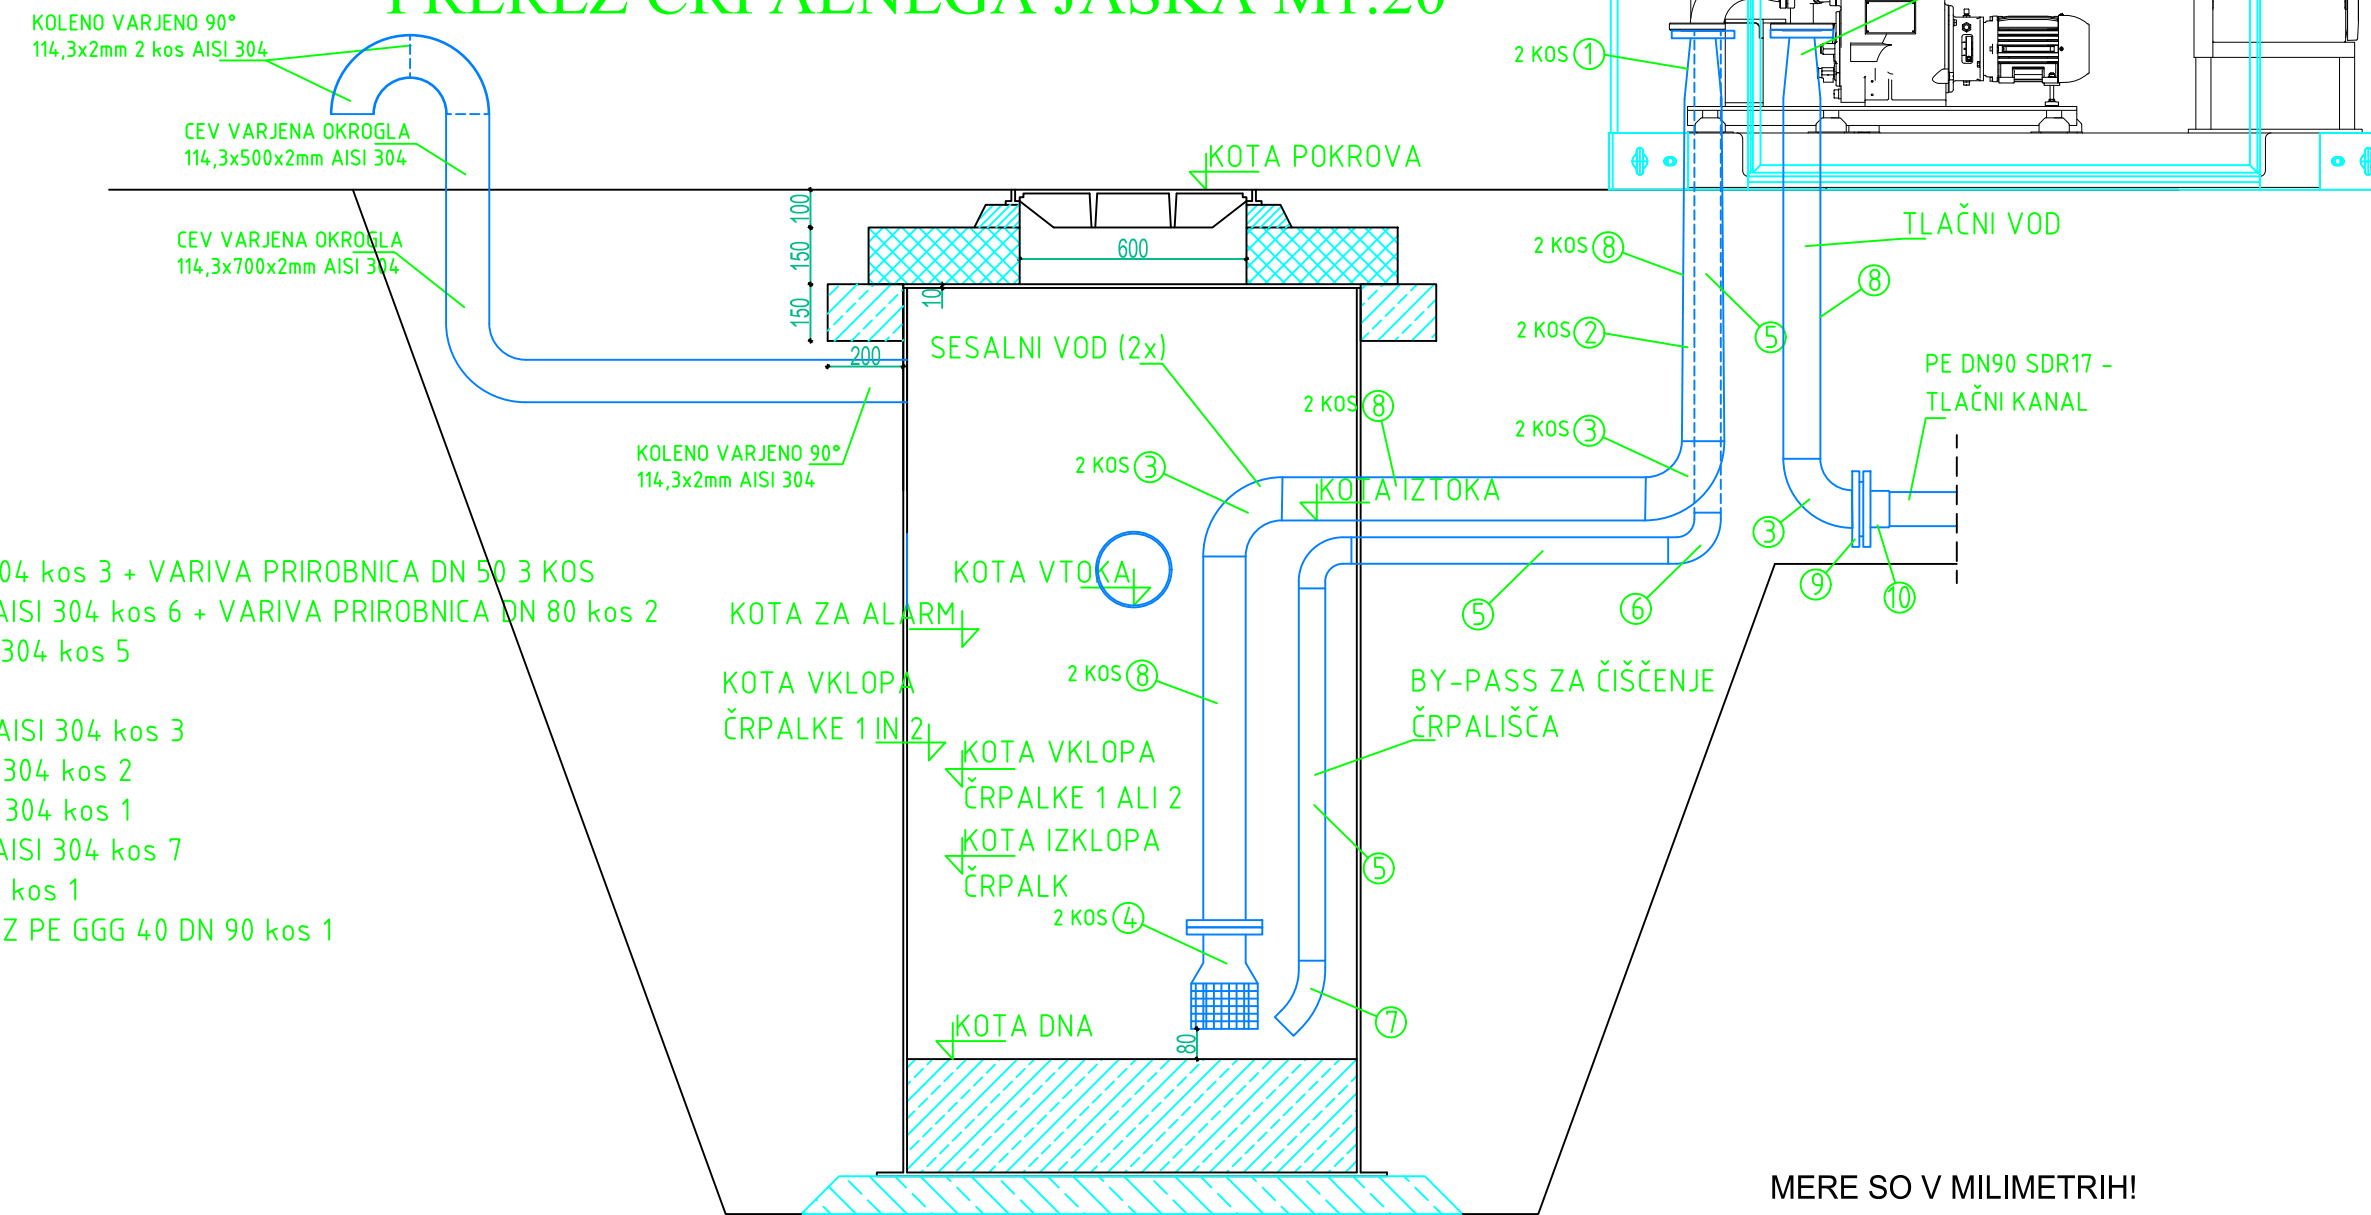 PREREZ ČRPALNEGA JAŠKA M1:20
KOLENO VARJENO 90°
114,3x2mm 2 kos AISI 304
CEV VARJENA OKROGLA
114,3x500x2mm AISI 304
CEV VARJENA OKROGLA
114,3x700x2mm AISI 304
KOLENO VARJENO 90°
114,3x2mm AISI 304
KOTA POKROVA
100
150
150
10
200
600
SESALNI VOD (2x)
2 KOS 1
2 KOS 8
2 KOS 2
5
2 KOS 8
2 KOS 3
2 KOS 3
TLAČNI VOD
8
PE DN90 SDR17 -
TLAČNI KANAL
KOTA IZTOKA
3
9
10
5
6
KOTA VTOKA
KOTA ZA ALARM
KOTA VKLOPA
ČRPALKE 1 IN 2
2 KOS 8
BY-PASS ZA ČIŠČENJE
ČRPALIŠČA
KOTA VKLOPA
ČRPALKE 1 ALI 2
KOTA IZKLOPA
ČRPALK
5
2 KOS 4
7
KOTA DNA
80
04 kos 3 + VARIVA PRIROBNICA DN 50 3 KOS
AISI 304 kos 6 + VARIVA PRIROBNICA DN 80 kos 2
304 kos 5
AISI 304 kos 3
304 kos 2
304 kos 1
AISI 304 kos 7
kos 1
Z PE GGG 40 DN 90 kos 1
MERE SO V MILIMETRIH!